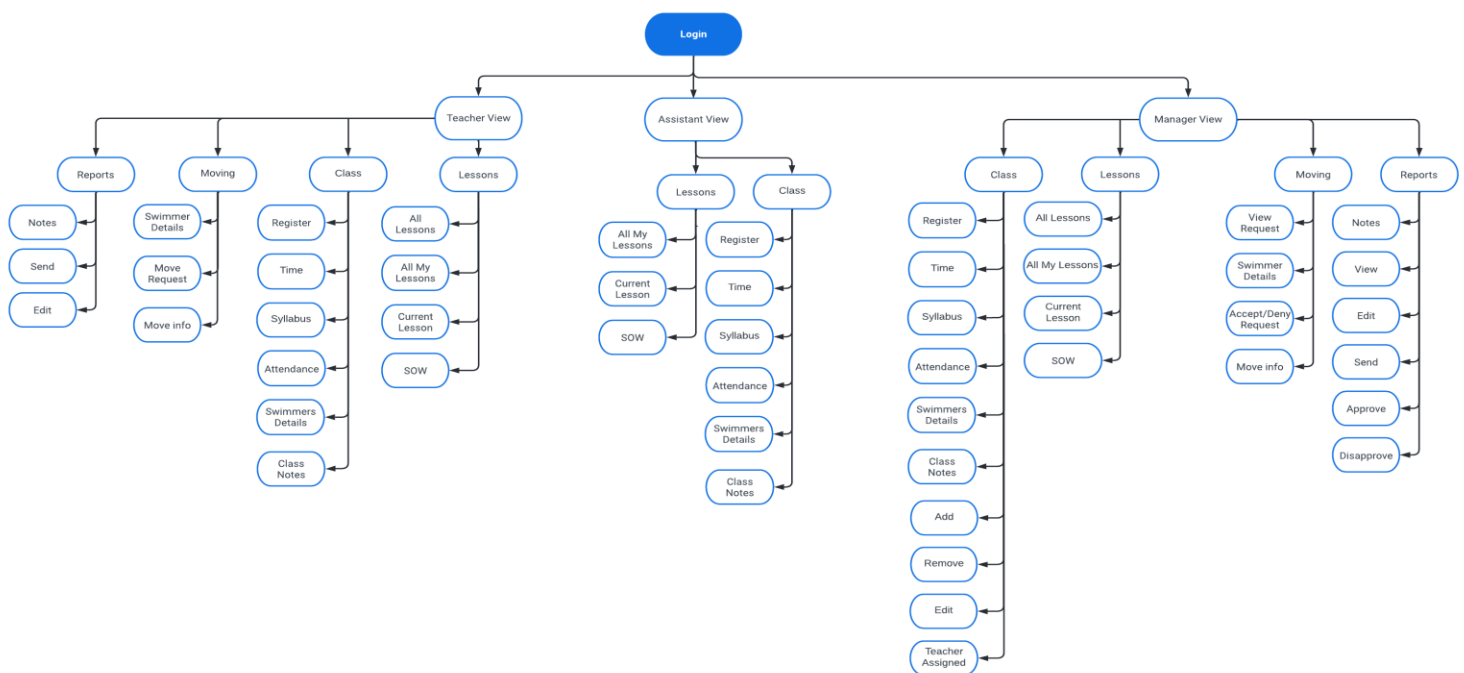 Login
Teacher View
Assistant View
Manager View
Reports
Moving
Class
Lessons
Notes
Send
Edit
Swimmer
Details
Move
Request
Move info
Register
Time
Syllabus
Attendance
Swimmers
Details
Class
Notes
All
Lessons
All My
Lessons
Current
Lesson
SOW
Lessons
Class
All My
Lessons
Current
Lesson
SOW
Register
Time
Syllabus
Attendance
Swimmers
Details
Class
Notes
Class
Lessons
Moving
Reports
Register
Time
Syllabus
Attendance
Swimmers
Details
Class
Notes
Add
Remove
Edit
Teacher
Assigned
All Lessons
All My Lessons
Current
Lesson
SOW
View
Request
Swimmer
Details
Accept/Deny
Request
Move info
Notes
View
Edit
Send
Approve
Disapprove